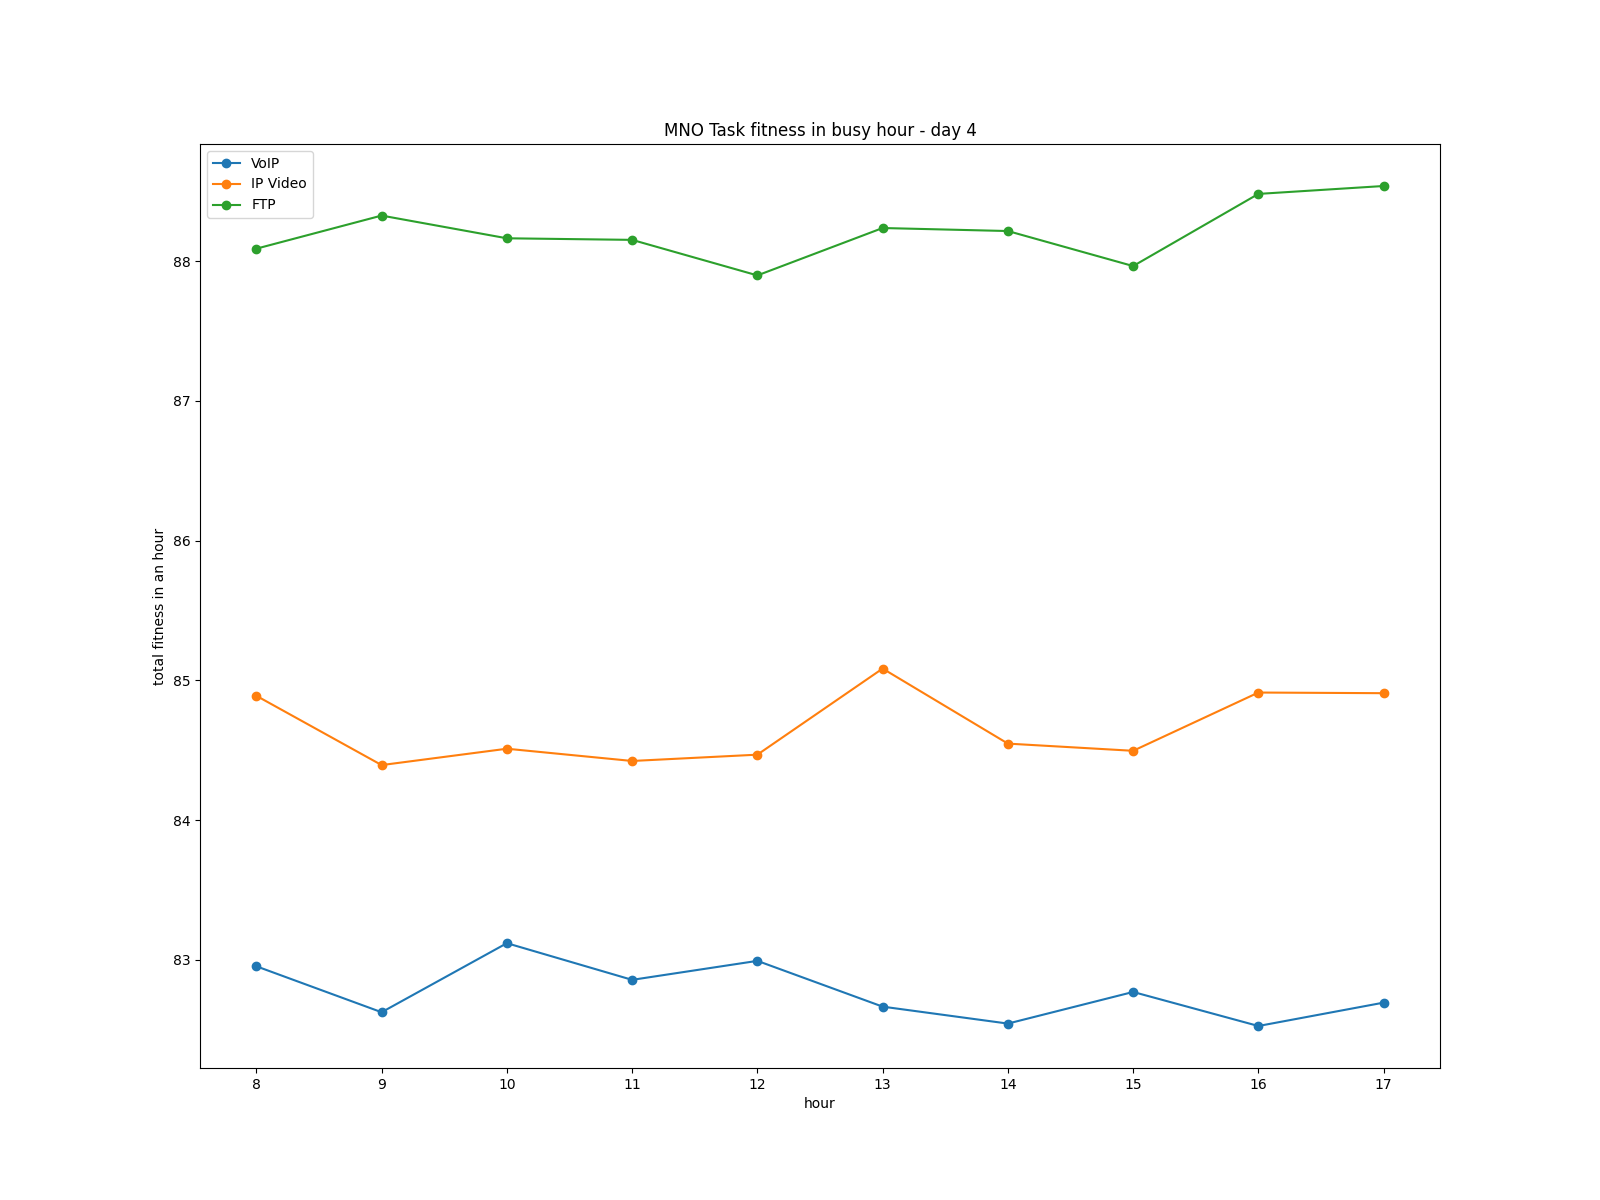 MNO Task fitness in busy hour - day 4
VoIP
IP Video
FTP
88
87
86
85
84
83
total fitness in an hour
8 9 10 11 12 13 14 15 16 17
hour